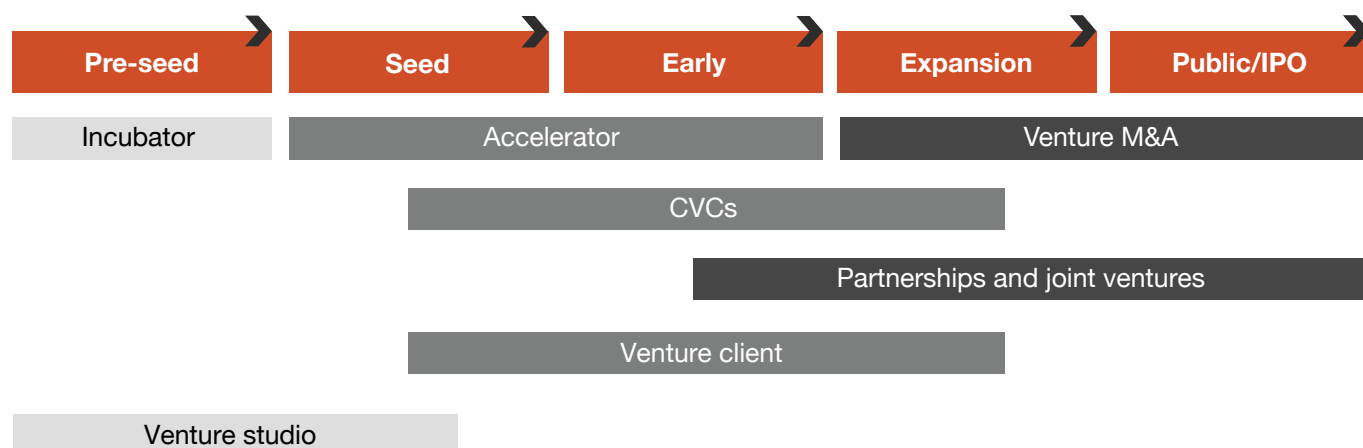 Pre-seed
Seed
Early
Expansion
Public/IPO
Incubator
Accelerator
Venture M&A
CVCs
Partnerships and joint ventures
Venture client
Venture studio